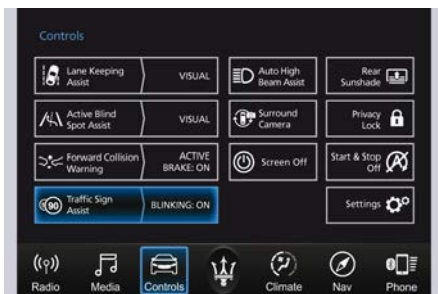 Controls
Lane Keeping
Assist
VISUAL
Auto High
Beam Assist
Rear
Sunshade
Active Blind
Spot Assist
VISUAL
Surround
Camera
Privacy
Lock
Forward Collision
Warning
ACTIVE
BRAKE: ON
Screen Off
Start & Stop
Off
90
Traffic Sign
Assist
BLINKING: ON
Settings
Radio
Media
Controls
Climate
Nav
Phone